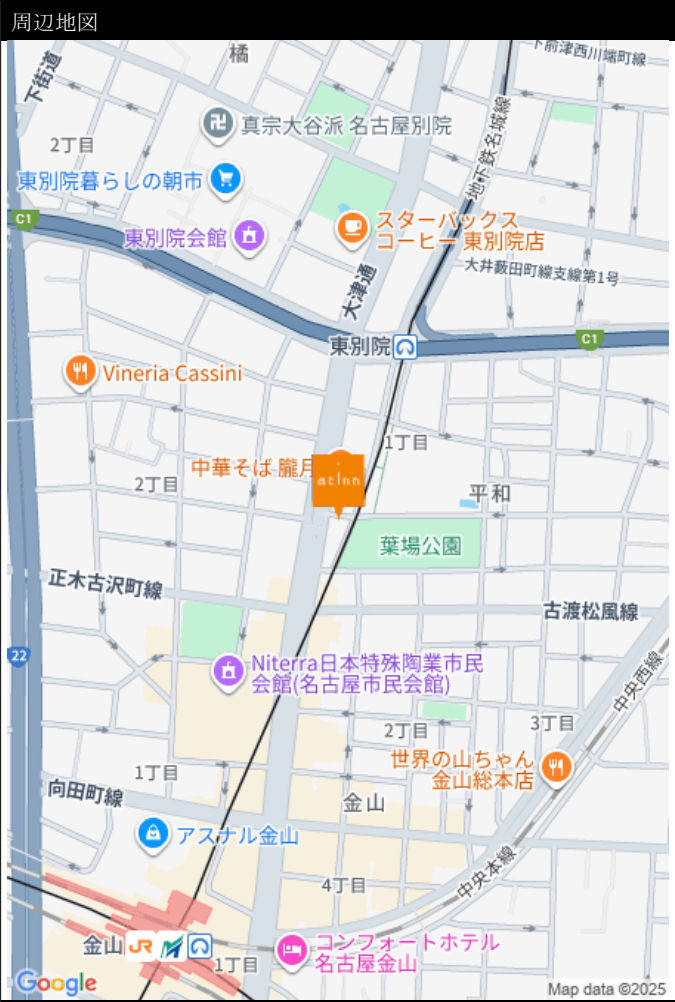 周辺地図
下街道
橘
下前津西川端町線
真宗大谷派 名古屋別院
2丁目
地下鉄名城線
東別院暮らしの朝市
C1
東別院会館
スターバックス
コーヒー 東別院店
大井薮田町線支線第1号
大津通
東別院
C1
Vineria Cassini
1丁目
中華そば 朧月
at Inn
2丁目
平和
葉場公園
正木古沢町線
古渡松風線
22
Niterra日本特殊陶業市民
会館(名古屋市民会館)
中央西線
2丁目
3丁目
世界の山ちゃん
金山総本店
1丁目
向田町線
金山
アスナル金山
中央本線
4丁目
金山
JR
コンフォートホテル
名古屋金山
1丁目
Google
Map data ©2025